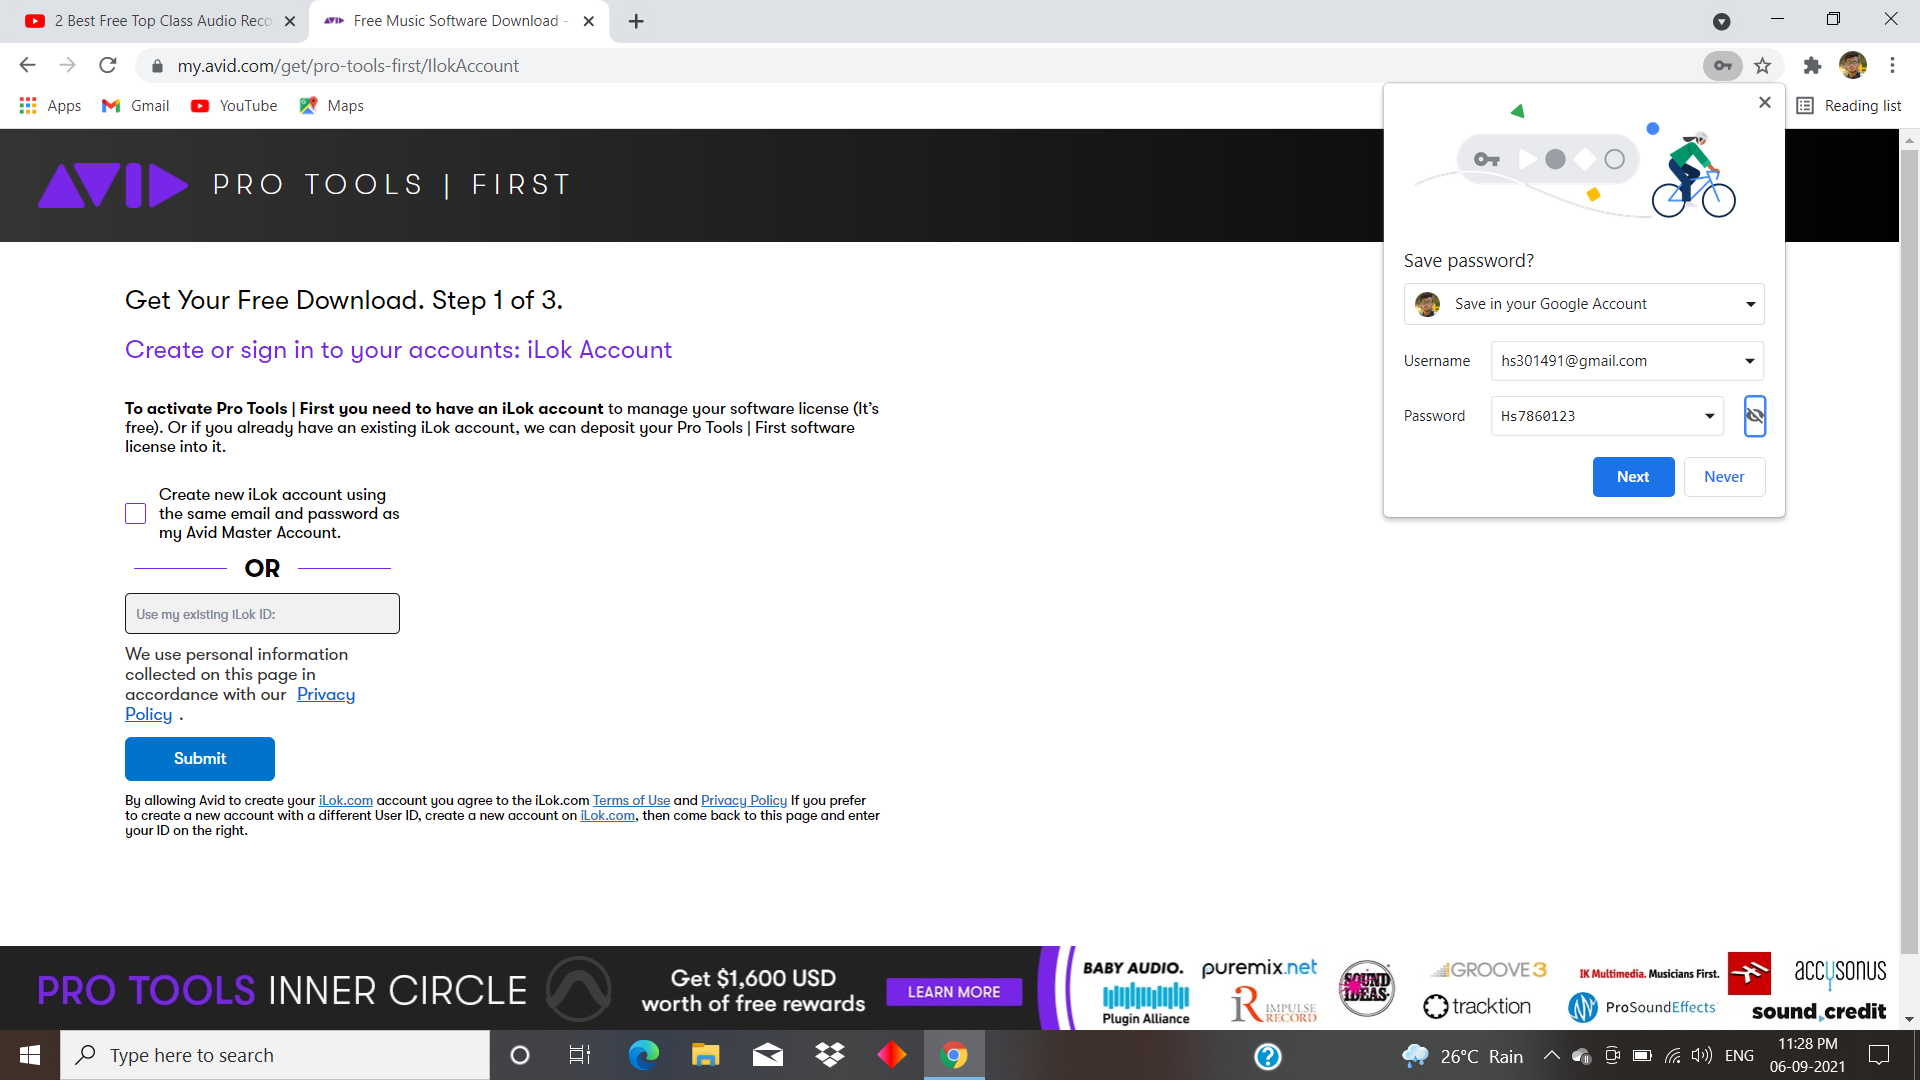 2 Best Free Top Class Audio Reco
AVID Free Music Software Download -
my.avid.com/get/pro-tools-first/IlokAccount
Apps Gmail YouTube Maps Reading list
AVID PRO TOOLS | FIRST
Get Your Free Download. Step 1 of 3.
Create or sign in to your accounts: iLok Account
To activate Pro Tools | First you need to have an iLok account to manage your software license (It's
free). Or if you already have an existing iLok account, we can deposit your Pro Tools | First software
license into it.
Create new iLok account using
the same email and password as
my Avid Master Account.
OR
Use my existing iLok ID:
We use personal information
collected on this page in
accordance with our Privacy
Policy .
Submit
By allowing Avid to create your iLok.com account you agree to the iLok.com Terms of Use and Privacy Policy If you prefer
to create a new account with a different User ID, create a new account on iLok.com, then come back to this page and enter
your ID on the right.
Save password?
Save in your Google Account
Username hs301491@gmail.com
Password Hs7860123
Next Never
PRO TOOLS INNER CIRCLE
Get $1,600 USD
worth of free rewards
LEARN MORE
BABY AUDIO.
Plugin Alliance
puremix.net
IR IMPULSE
RECORD
SOUND
IDEAS
GROOVE 3
tracktion
IK Multimedia. Musicians First.
ProSoundEffects
accusonus
sound.credit
Type here to search
26°C Rain
ENG
11:28 PM
06-09-2021